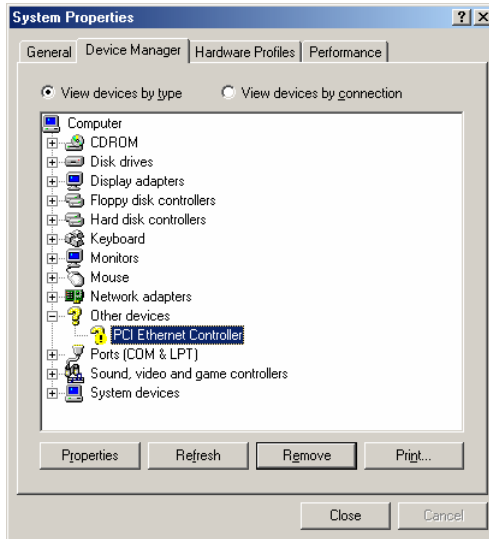 System Properties
General Device Manager Hardware Profiles Performance
View devices by type View devices by connection
Computer
CDROM
Disk drives
Display adapters
Floppy disk controllers
Hard disk controllers
Keyboard
Monitors
Mouse
Network adapters
Other devices
PCI Ethernet Controller
Ports (COM & LPT)
Sound, video and game controllers
System devices
Properties Refresh Remove Print...
Close Cancel